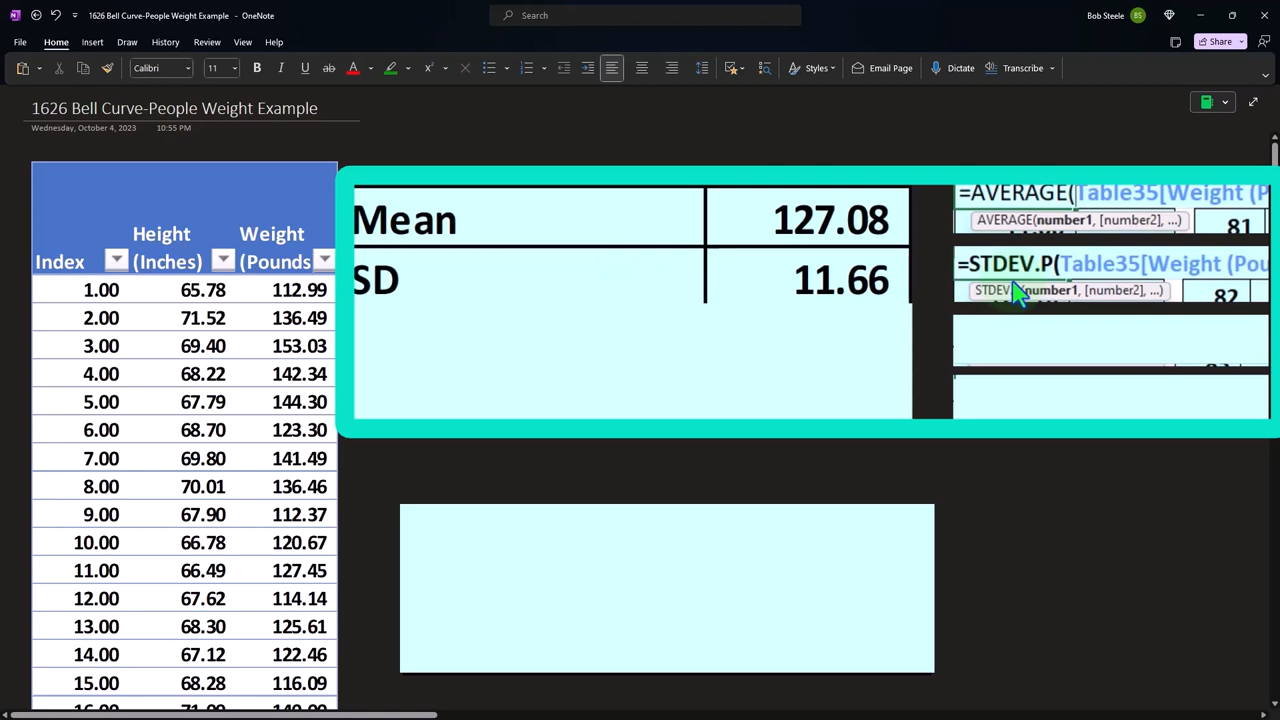 1626 Bell Curve-People Weight Example - OneNote
Search
Bob Steele
BS
File Home Insert Draw History Review View Help
Share
Calibri 11 B I U ab A x Styles Email Page Dictate Transcribe
1626 Bell Curve-People Weight Example
Wednesday, October 4, 2023 10:55 PM
Index Height (Inches) Weight (Pounds
1.00 65.78 112.99
2.00 71.52 136.49
3.00 69.40 153.03
4.00 68.22 142.34
5.00 67.79 144.30
6.00 68.70 123.30
7.00 69.80 141.49
8.00 70.01 136.46
9.00 67.90 112.37
10.00 66.78 120.67
11.00 66.49 127.45
12.00 67.62 114.14
13.00 68.30 125.61
14.00 67.12 122.46
15.00 68.28 116.09
Mean 127.08
SD 11.66
=AVERAGE(Table35[Weight (P
AVERAGE(number1, [number2], ...)
81
=STDEV.P(Table35[Weight (Pou
STDEV. (number1, [number2], ...)
82